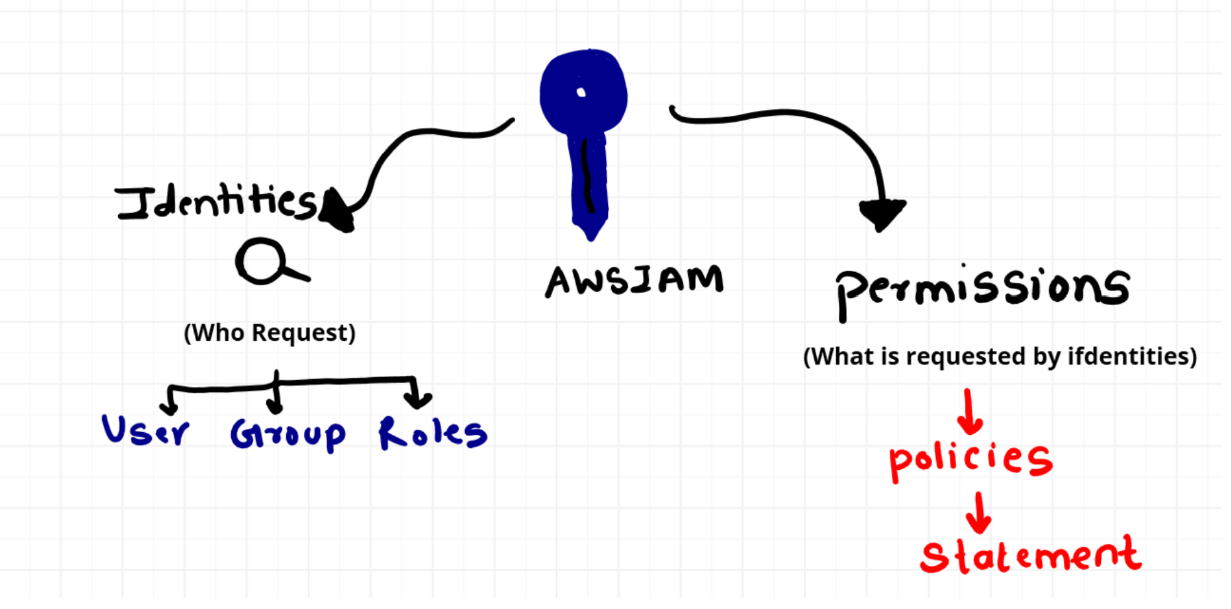 Identities
(Who Request)
User Group Roles
AWSIAM
permissions
(What is requested by ifdentities)
policies
Statement